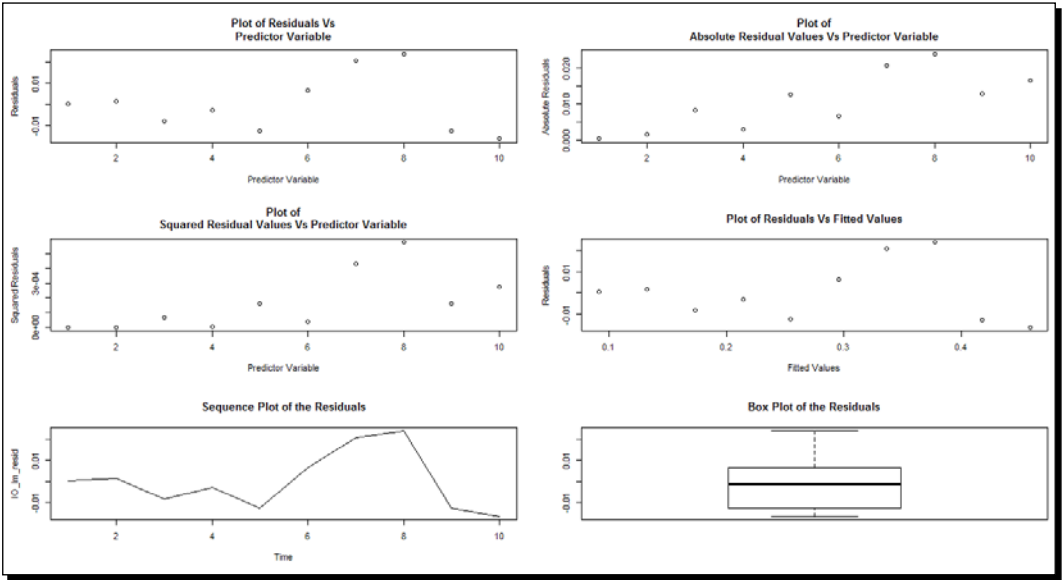 Plot of Residuals Vs
Predictor Variable
Residuals
0.01
-0.01
2
4
6
8
10
Predictor Variable
Plot of
Absolute Residual Values Vs Predictor Variable
Absolute Residuals
0.020
0.010
0.000
2
4
6
8
10
Predictor Variable
Plot of
Squared Residual Values Vs Predictor Variable
Squared Residuals
3e-04
0e+00
2
4
6
8
10
Predictor Variable
Plot of Residuals Vs Fitted Values
Residuals
0.01
-0.01
0.1
0.2
0.3
0.4
Fitted Values
Sequence Plot of the Residuals
IO_lm_resid
0.01
-0.01
2
4
6
8
10
Time
Box Plot of the Residuals
0.01
-0.01